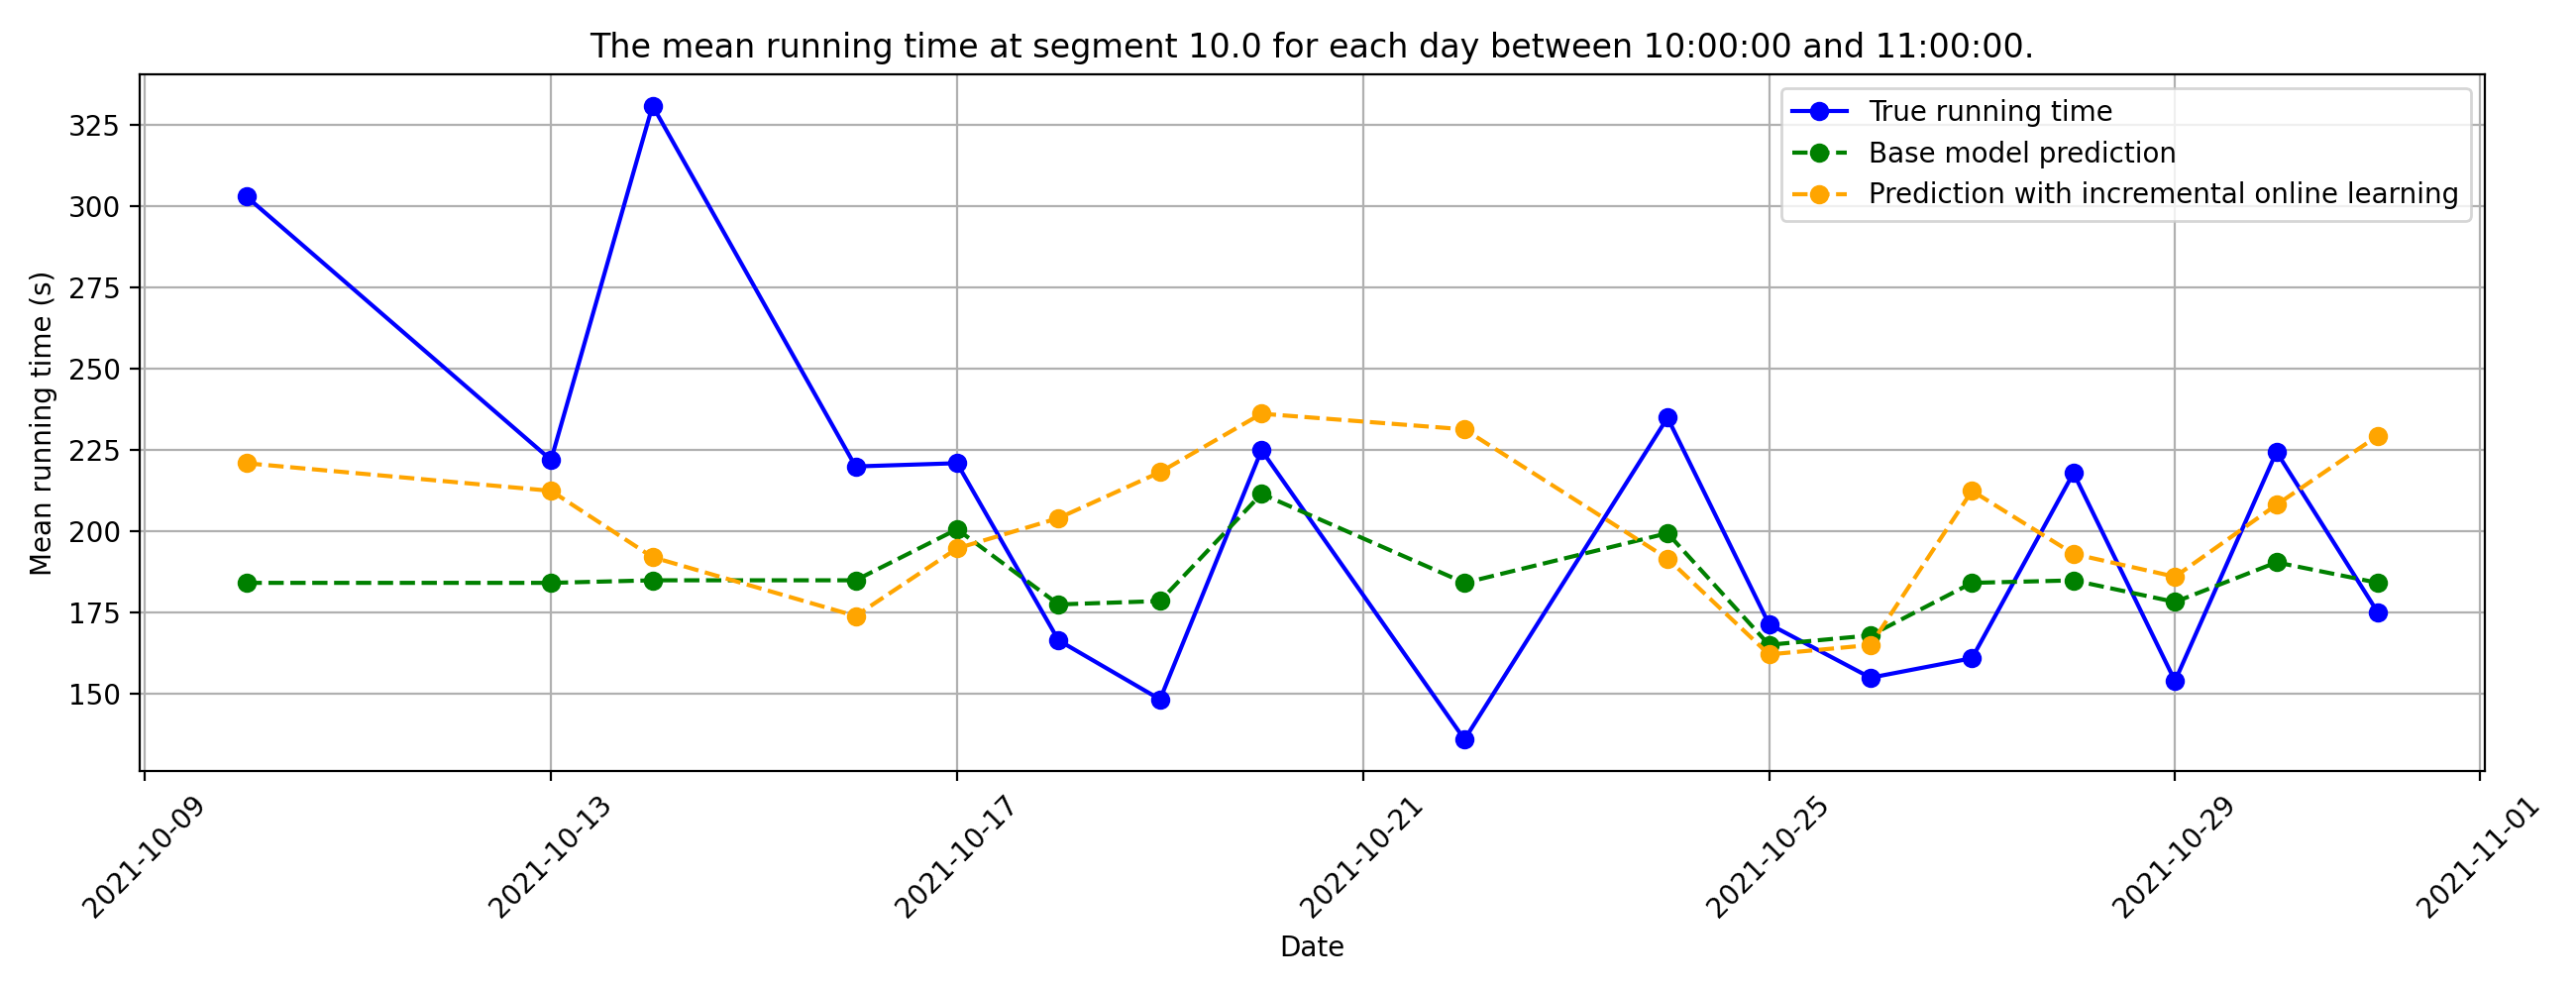 The mean running time at segment 10.0 for each day between 10:00:00 and 11:00:00.
True running time
Base model prediction
Prediction with incremental online learning
Mean running time (s)
325
300
275
250
225
200
175
150
2021-10-09
2021-10-13
2021-10-17
2021-10-21
2021-10-25
2021-10-29
2021-11-01
Date